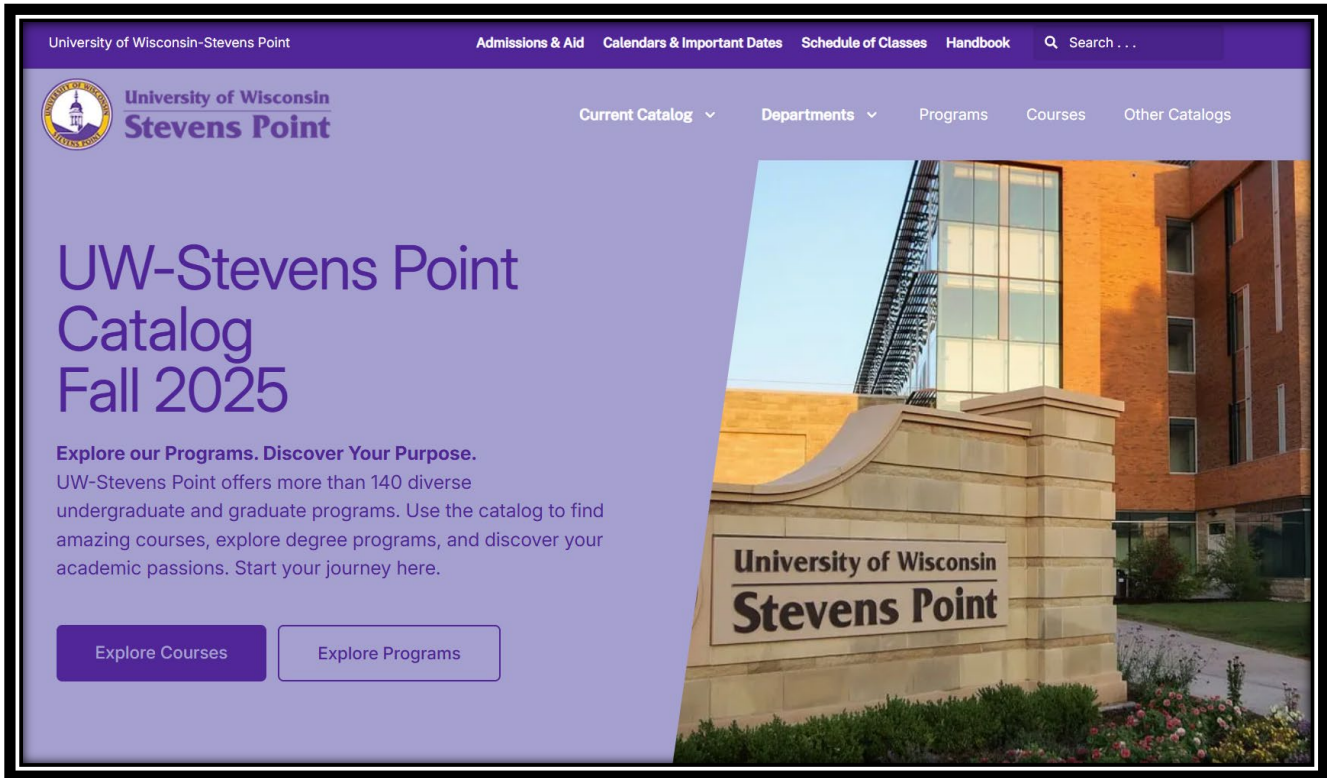 University of Wisconsin-Stevens Point
Admissions & Aid Calendars & Important Dates Schedule of Classes Handbook Search . . .
University of Wisconsin
Stevens Point
Current Catalog Departments Programs Courses Other Catalogs
UW-Stevens Point
Catalog
Fall 2025
Explore our Programs. Discover Your Purpose.
UW-Stevens Point offers more than 140 diverse
undergraduate and graduate programs. Use the catalog to find
amazing courses, explore degree programs, and discover your
academic passions. Start your journey here.
Explore Courses Explore Programs
University of Wisconsin
Stevens Point